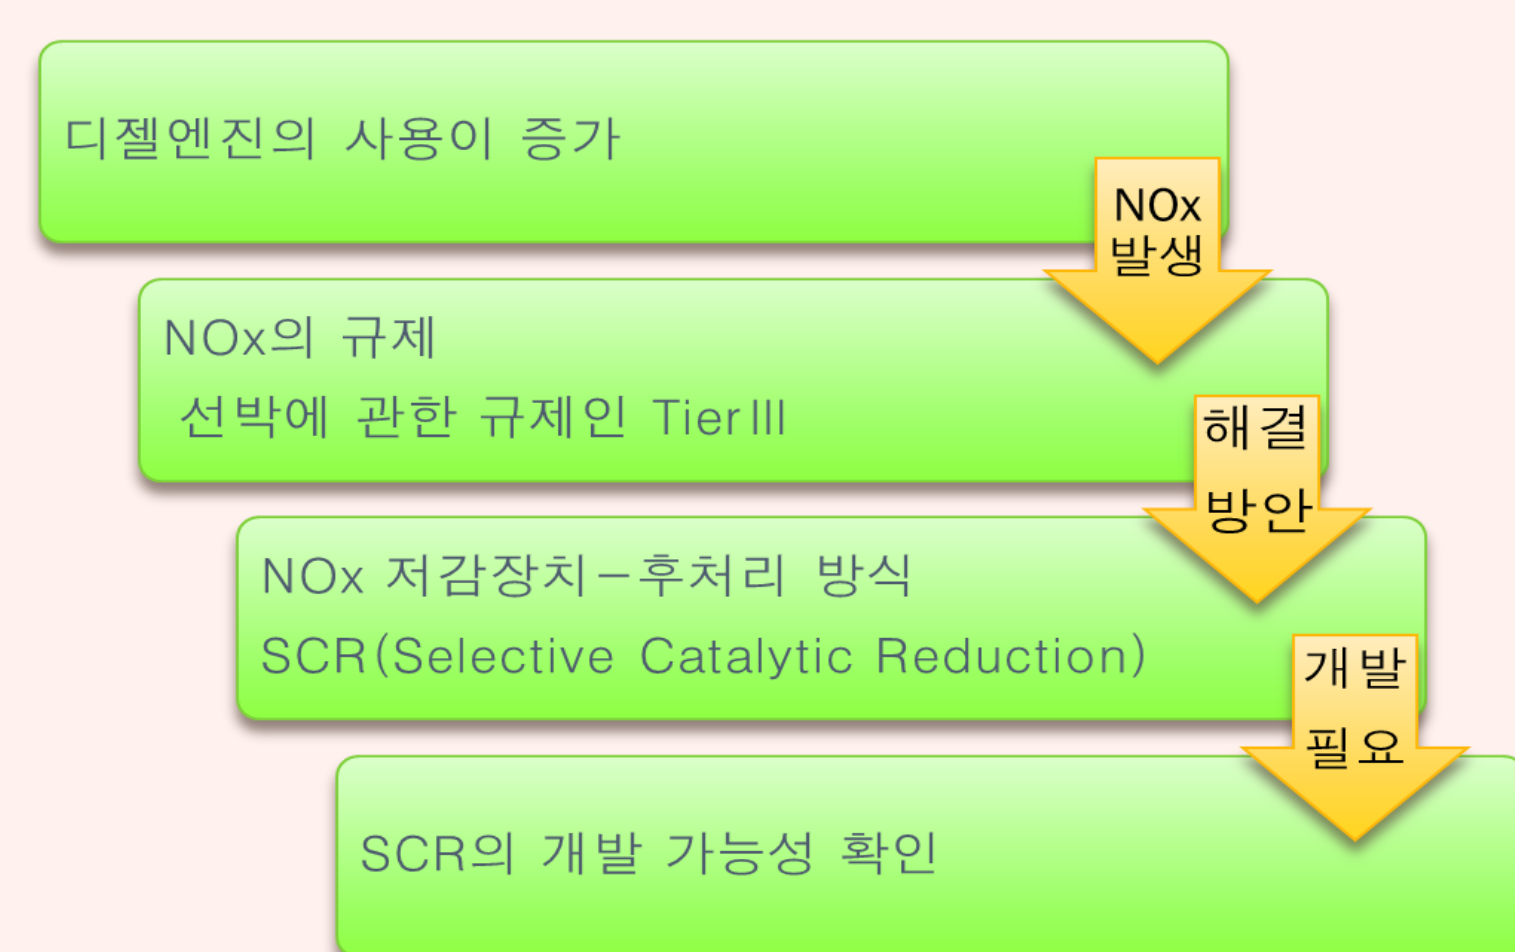 디젤엔진의 사용이 증가
NOx
발생
NOx의 규제
선박에 관한 규제인 TierⅢ
해결
방안
NOx 저감장치-후처리 방식
SCR(Selective Catalytic Reduction)
개발
필요
SCR의 개발 가능성 확인